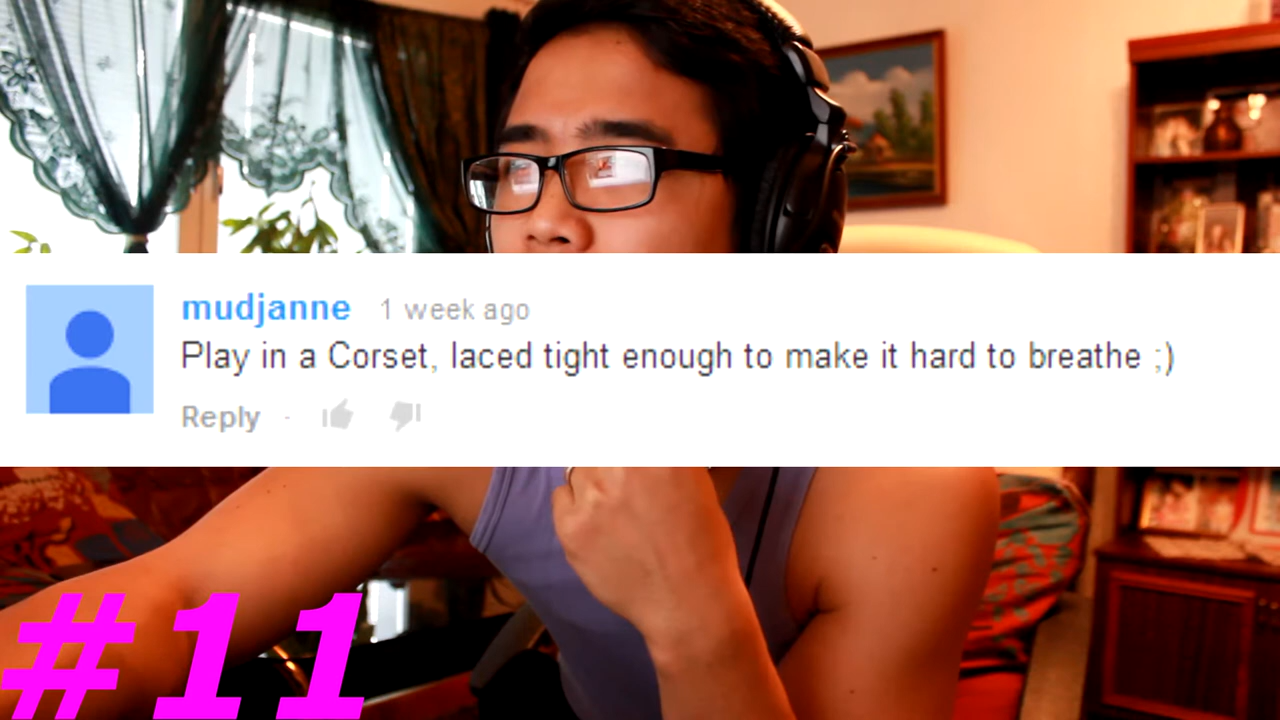 mudjanne 1 week ago
Play in a Corset, laced tight enough to make it hard to breathe ;)
Reply ·
#11